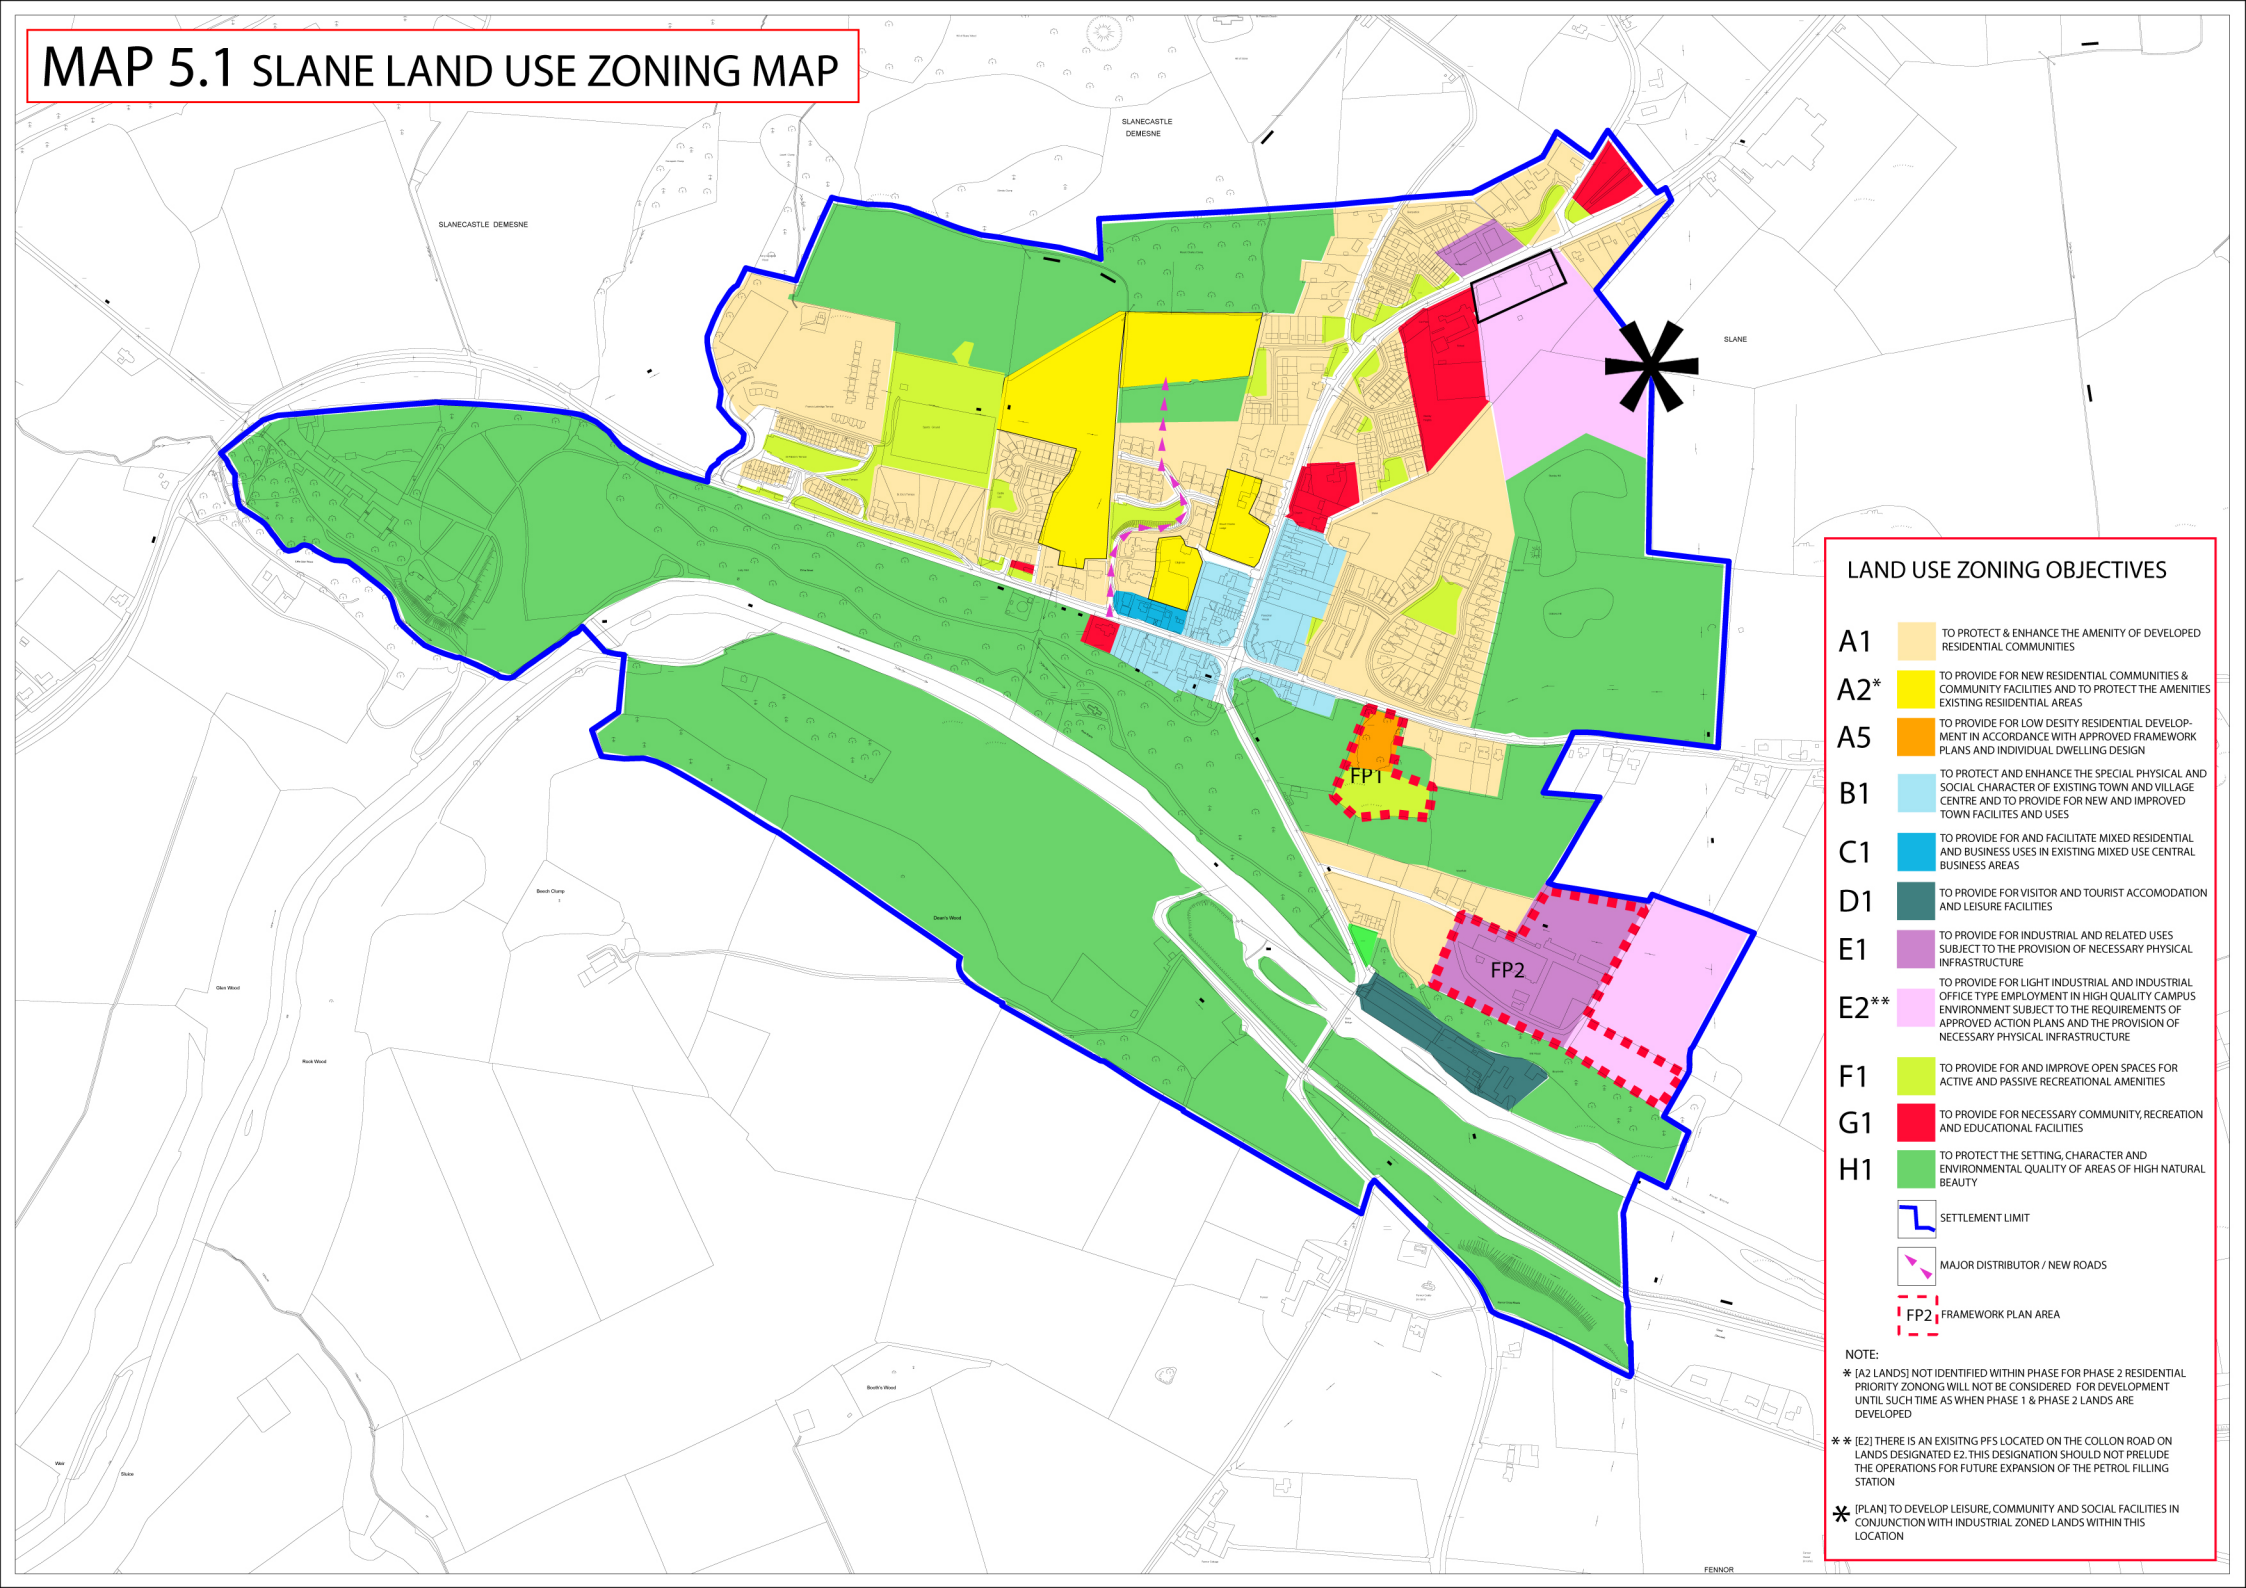 MAP 5.1 SLANE LAND USE ZONING MAP
SLANECASTLE
DEMESNE
SLANECASTLE DEMESNE
SLANE
FP1
FP2
Beech Clump
Dean's Wood
Glen Wood
Rock Wood
Booth's Wood
Weir
Sluice
FENNOR
LAND USE ZONING OBJECTIVES
A1 TO PROTECT & ENHANCE THE AMENITY OF DEVELOPED
RESIDENTIAL COMMUNITIES
A2* TO PROVIDE FOR NEW RESIDENTIAL COMMUNITIES &
COMMUNITY FACILITIES AND TO PROTECT THE AMENITIES
EXISTING RESIDENTIAL AREAS
A5 TO PROVIDE FOR LOW DESITY RESIDENTIAL DEVELOP-
MENT IN ACCORDANCE WITH APPROVED FRAMEWORK
PLANS AND INDIVIDUAL DWELLING DESIGN
B1 TO PROTECT AND ENHANCE THE SPECIAL PHYSICAL AND
SOCIAL CHARACTER OF EXISTING TOWN AND VILLAGE
CENTRE AND TO PROVIDE FOR NEW AND IMPROVED
TOWN FACILITES AND USES
C1 TO PROVIDE FOR AND FACILITATE MIXED RESIDENTIAL
AND BUSINESS USES IN EXISTING MIXED USE CENTRAL
BUSINESS AREAS
D1 TO PROVIDE FOR VISITOR AND TOURIST ACCOMODATION
AND LEISURE FACILITIES
E1 TO PROVIDE FOR INDUSTRIAL AND RELATED USES
SUBJECT TO THE PROVISION OF NECESSARY PHYSICAL
INFRASTRUCTURE
E2** TO PROVIDE FOR LIGHT INDUSTRIAL AND INDUSTRIAL
OFFICE TYPE EMPLOYMENT IN HIGH QUALITY CAMPUS
ENVIRONMENT SUBJECT TO THE REQUIREMENTS OF
APPROVED ACTION PLANS AND THE PROVISION OF
NECESSARY PHYSICAL INFRASTRUCTURE
F1 TO PROVIDE FOR AND IMPROVE OPEN SPACES FOR
ACTIVE AND PASSIVE RECREATIONAL AMENITIES
G1 TO PROVIDE FOR NECESSARY COMMUNITY, RECREATION
AND EDUCATIONAL FACILITIES
H1 TO PROTECT THE SETTING, CHARACTER AND
ENVIRONMENTAL QUALITY OF AREAS OF HIGH NATURAL
BEAUTY
SETTLEMENT LIMIT
MAJOR DISTRIBUTOR / NEW ROADS
FP2 FRAMEWORK PLAN AREA
NOTE:
* [A2 LANDS] NOT IDENTIFIED WITHIN PHASE FOR PHASE 2 RESIDENTIAL
PRIORITY ZONONG WILL NOT BE CONSIDERED FOR DEVELOPMENT
UNTIL SUCH TIME AS WHEN PHASE 1 & PHASE 2 LANDS ARE
DEVELOPED
* * [E2] THERE IS AN EXISITNG PFS LOCATED ON THE COLLON ROAD ON
LANDS DESIGNATED E2. THIS DESIGNATION SHOULD NOT PRELUDE
THE OPERATIONS FOR FUTURE EXPANSION OF THE PETROL FILLING
STATION
* [PLAN] TO DEVELOP LEISURE, COMMUNITY AND SOCIAL FACILITIES IN
CONJUNCTION WITH INDUSTRIAL ZONED LANDS WITHIN THIS
LOCATION